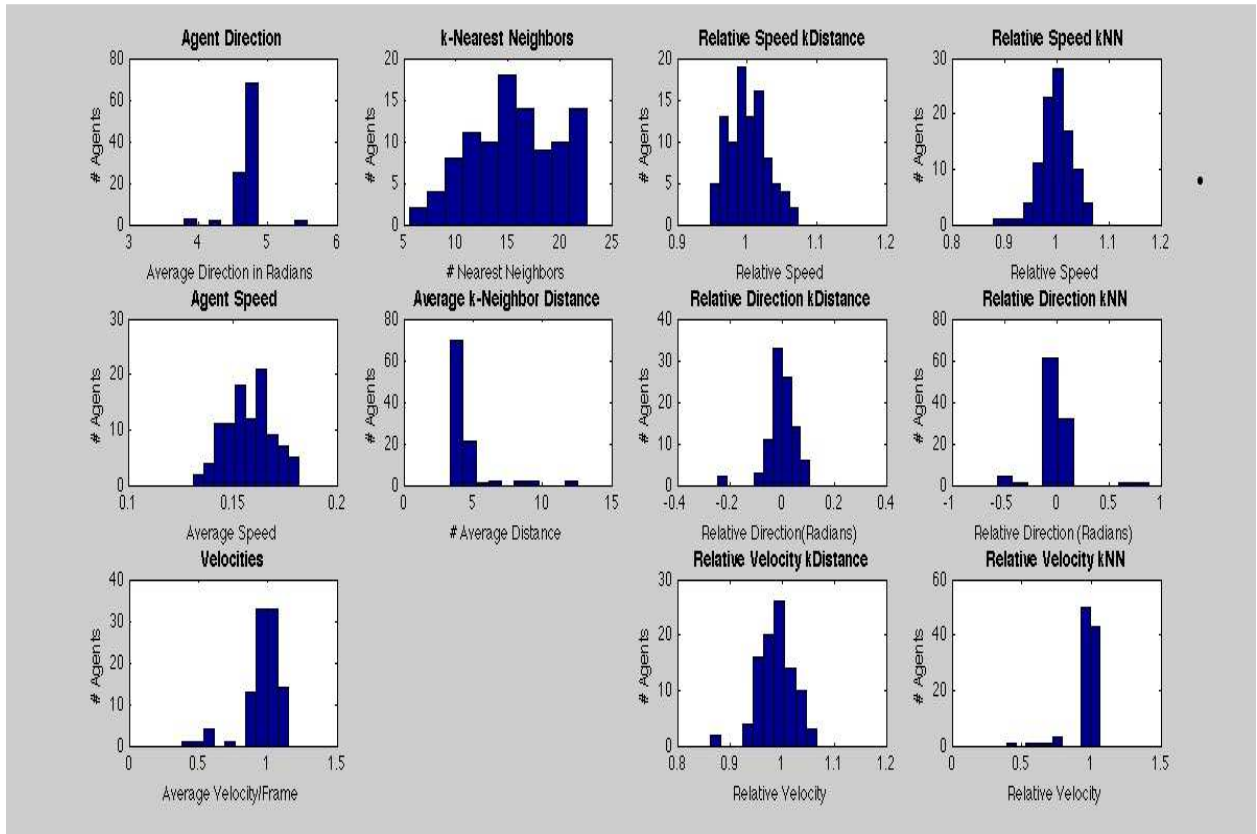 Agent Direction
80
60
40
20
0
# Agents
3 4 5 6
Average Direction in Radians
k-Nearest Neighbors
20
15
10
5
0
# Agents
5 10 15 20 25
# Nearest Neighbors
Relative Speed kDistance
20
15
10
5
0
# Agents
0.9 1 1.1 1.2
Relative Speed
Relative Speed kNN
30
20
10
0
# Agents
0.8 0.9 1 1.1 1.2
Relative Speed
Agent Speed
30
20
10
0
# Agents
0.1 0.15 0.2
Average Speed
Average k-Neighbor Distance
80
60
40
20
0
# Agents
0 5 10 15
# Average Distance
Relative Direction kDistance
40
30
20
10
0
# Agents
-0.4 -0.2 0 0.2 0.4
Relative Direction(Radians)
Relative Direction kNN
80
60
40
20
0
# Agents
-1 -0.5 0 0.5 1
Relative Direction (Radians)
Velocities
40
30
20
10
0
# Agents
0 0.5 1 1.5
Average Velocity/Frame
Relative Velocity kDistance
30
20
10
0
# Agents
0.8 0.9 1 1.1 1.2
Relative Velocity
Relative Velocity kNN
60
40
20
0
# Agents
0 0.5 1 1.5
Relative Velocity